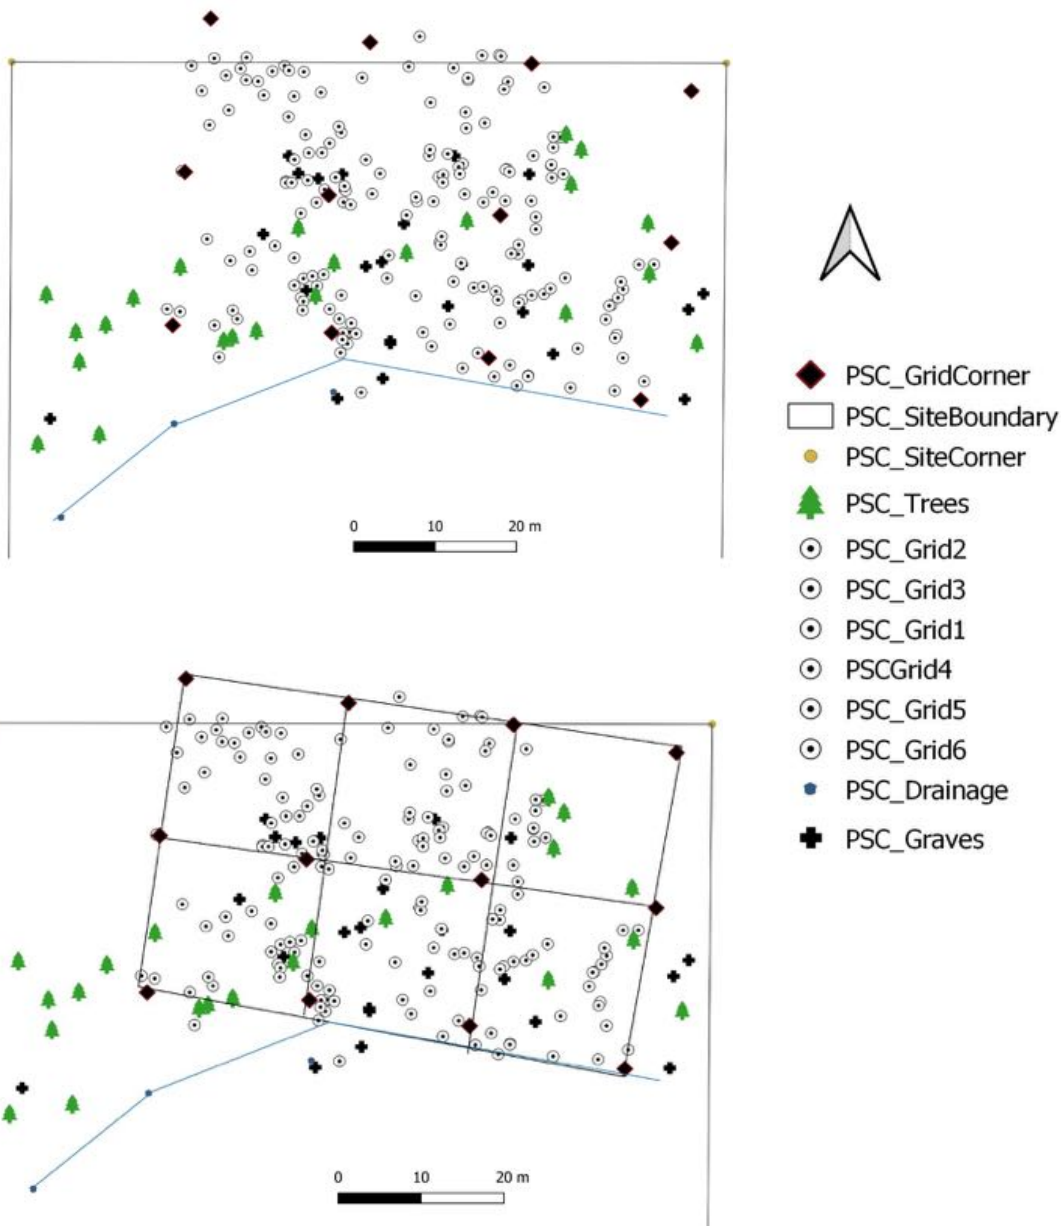 PSC_GridCorner
PSC_SiteBoundary
PSC_SiteCorner
PSC_Trees
PSC_Grid2
PSC_Grid3
PSC_Grid1
PSCGrid4
PSC_Grid5
PSC_Grid6
PSC_Drainage
PSC_Graves
0 10 20 m
0 10 20 m